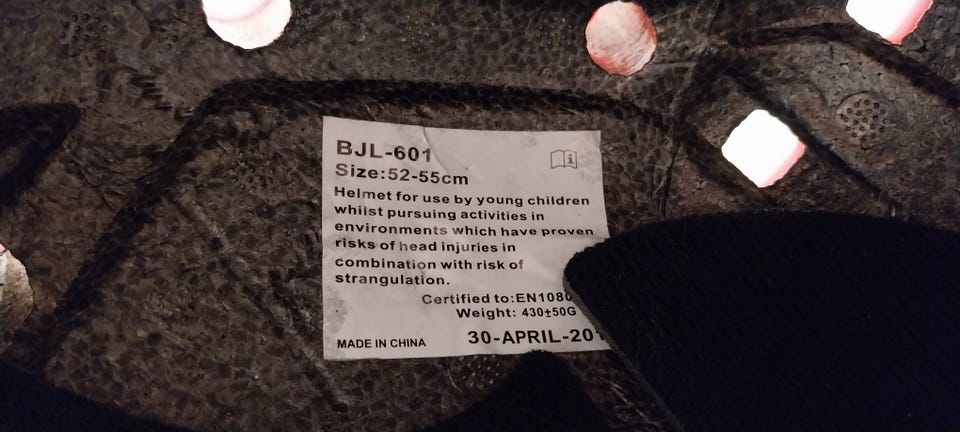 BJL-601
Size:52-55cm
Helmet for use by young children
whilst pursuing activities in
environments which have proven
risks of head injuries in
combination with risk of
strangulation.
Certified to:EN1080
Weight: 430±50G
MADE IN CHINA
30-APRIL-201